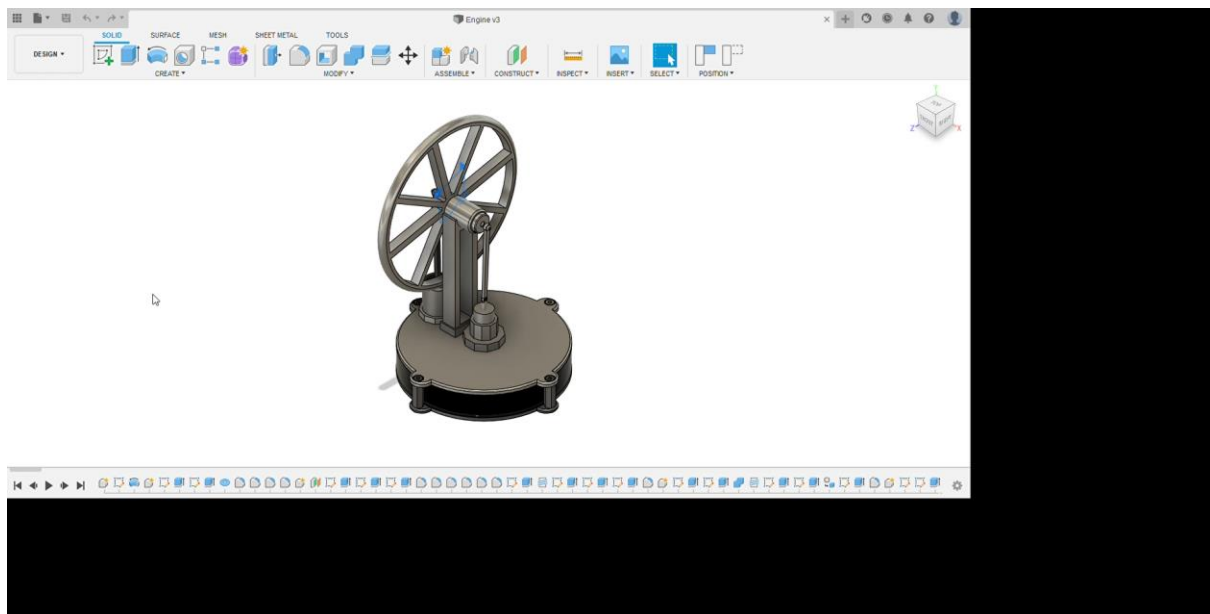 Engine v3
SOLID SURFACE MESH SHEET METAL TOOLS
DESIGN
CREATE MODIFY ASSEMBLE CONSTRUCT INSPECT INSERT SELECT POSITION
Y
Z X